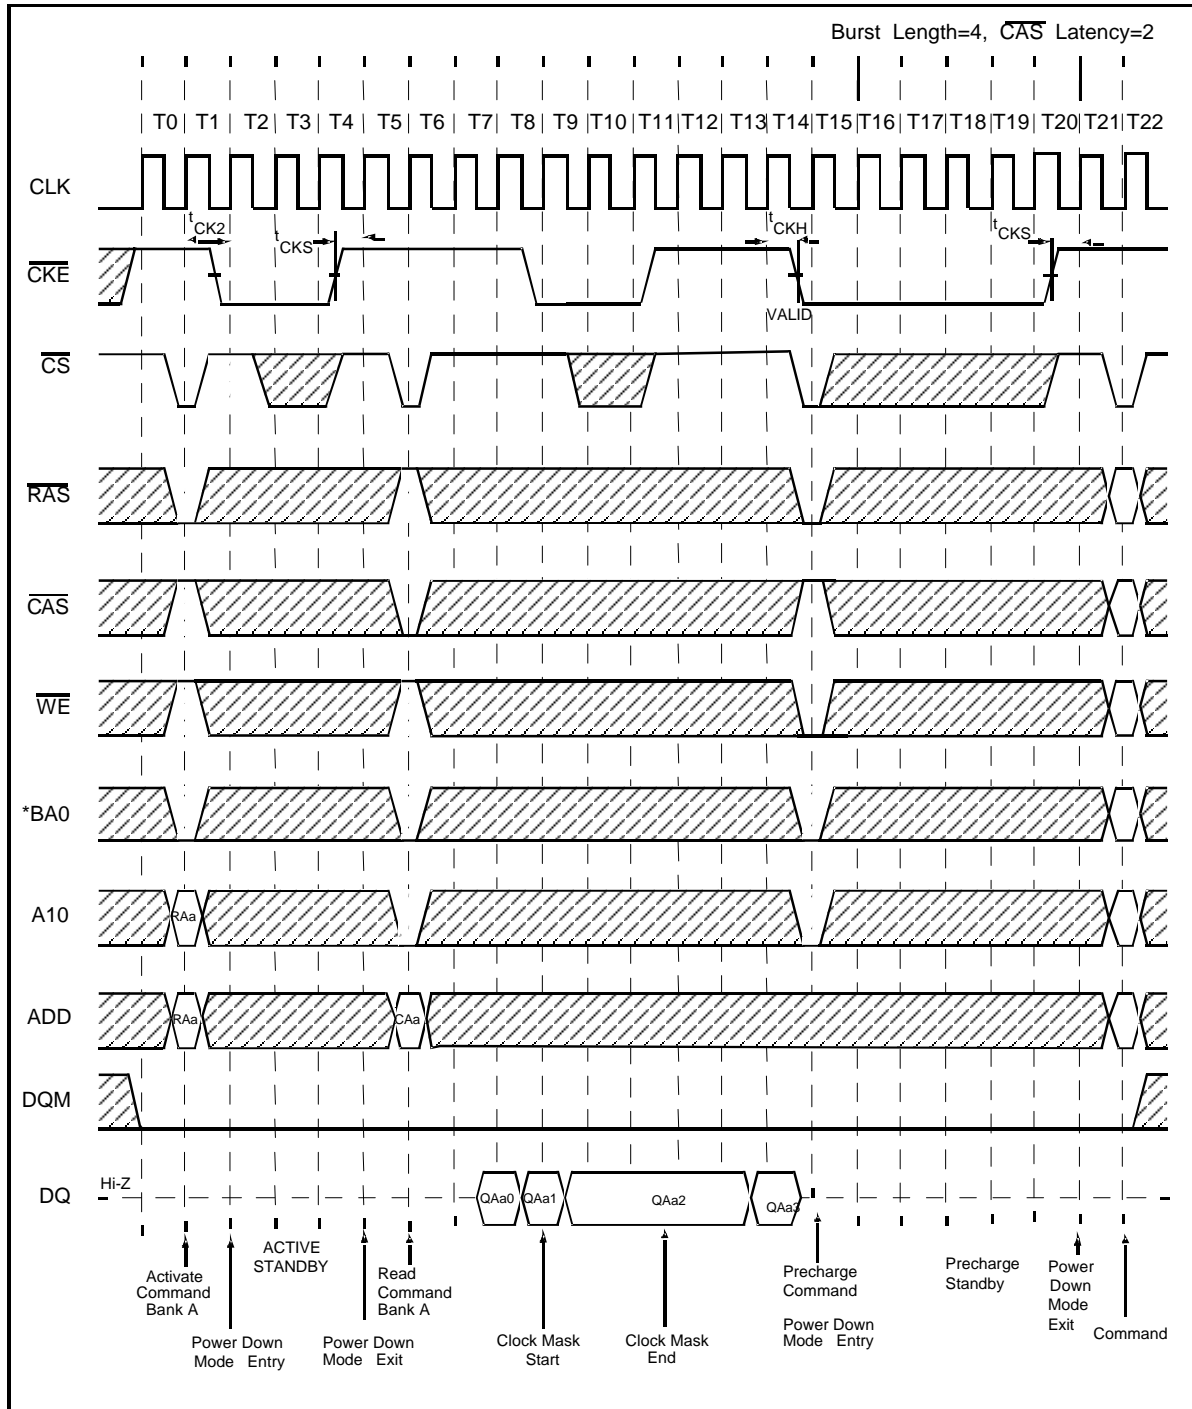 Burst Length=4, CAS Latency=2
T0 T1 T2 T3 T4 T5 T6 T7 T8 T9 T10 T11 T12 T13 T14 T15 T16 T17 T18 T19 T20 T21 T22
CLK
tCK2 tCKS tCKH tCKS
CKE
VALID
CS
RAS
CAS
WE
*BA0
A10 RAa
ADD RAa CAa
DQM
Hi-Z
DQ QAa0 QAa1 QAa2 QAa3
Activate
Command
Bank A
Power Down
Mode Entry
ACTIVE
STANDBY
Power Down
Mode Exit
Read
Command
Bank A
Clock Mask
Start
Clock Mask
End
Precharge
Command
Power Down
Mode Entry
Precharge
Standby
Power
Down
Mode
Exit
Command